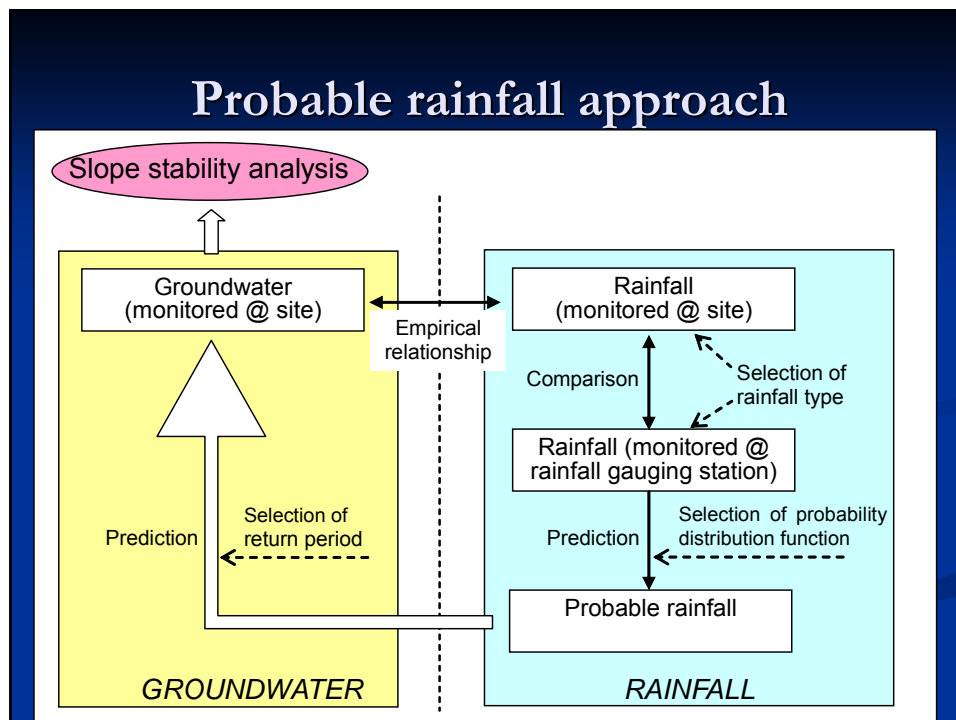 Probable rainfall approach
Slope stability analysis
Groundwater
(monitored @ site)
Empirical
relationship
Rainfall
(monitored @ site)
Comparison
Selection of
rainfall type
Rainfall (monitored @
rainfall gauging station)
Prediction
Selection of
return period
Prediction
Selection of probability
distribution function
Probable rainfall
GROUNDWATER
RAINFALL